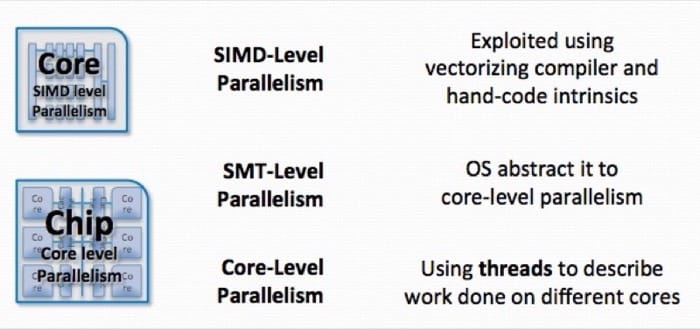 Core
SIMD level
Parallelism
SIMD-Level
Parallelism
Exploited using
vectorizing compiler and
hand-code intrinsics
SMT-Level
Parallelism
OS abstract it to
core-level parallelism
Co
re
Co
re
Co
re
Co
re
Co
re
Co
re
Chip
Core level
Parallelism
Core-Level
Parallelism
Using threads to describe
work done on different cores